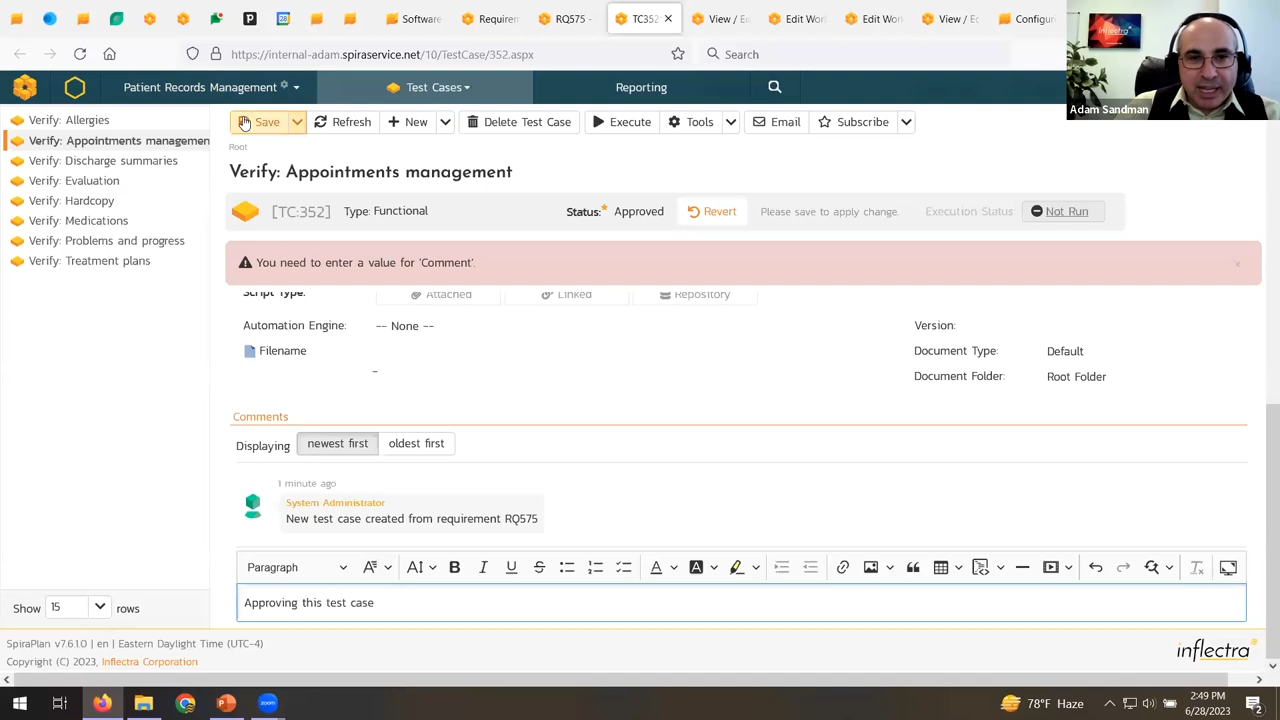 Software
Requiren
RQ575 -
TC352
View / E
Edit Wor
Edit Wor
View / E
Configur
https://internal-adam.spiraservice.net/10/TestCase/352.aspx
Search
Patient Records Management
Test Cases
Reporting
Inflectra
Adam Sandman
Save
Refresh
New
Delete Test Case
Execute
Tools
Email
Subscribe
Verify: Allergies
Verify: Appointments managemen
Verify: Discharge summaries
Verify: Evaluation
Verify: Hardcopy
Verify: Medications
Verify: Problems and progress
Verify: Treatment plans
Root
Verify: Appointments management
[TC:352] Type: Functional Status:* Approved Revert Please save to apply change. Execution Status: Not Run
You need to enter a value for 'Comment'.
Script Type: Attached Linked Repository
Automation Engine: -- None -- Version:
Filename Document Type: Default
- Document Folder: Root Folder
Comments
Displaying newest first oldest first
1 minute ago
System Administrator
New test case created from requirement RQ575
Paragraph
Approving this test case
Show 15 rows
SpiraPlan v7.6.1.0 | en | Eastern Daylight Time (UTC-4)
Copyright (C) 2023, Inflectra Corporation
inflectra
78°F Haze
2:49 PM
6/28/2023
2